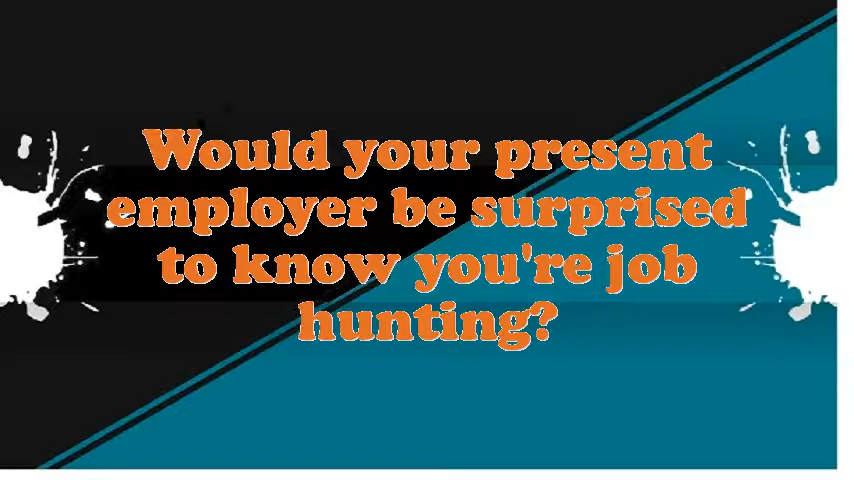 Would your present
employer be surprised
to know you're job
hunting?